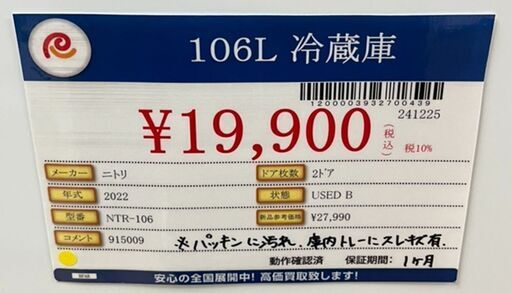 106L 冷蔵庫
1200003932700439
241225
¥19,900 (税込) 税10%
メーカー ニトリ ドア枚数 2ドア
年式 2022 状態 USED B
型番 NTR-106 新品参考価格 ¥27,990
コメント 915009 ※パッキンに汚れ、庫内トレーにスレキズ有.
動作確認済 保証期間: 1ヶ月
安心の全国展開中! 高価買取致します!